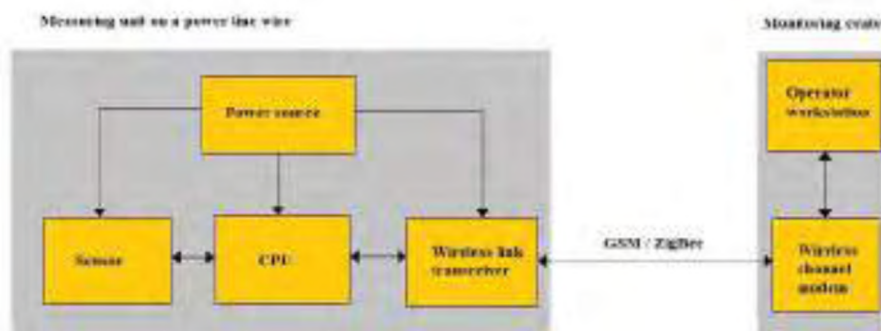 Measuring unit on a power line wire
Monitoring cente
Power source
Operator
workstation
Sensor
CPU
Wireless link
transceiver
GSM / ZigBee
Wireless
channel
modem